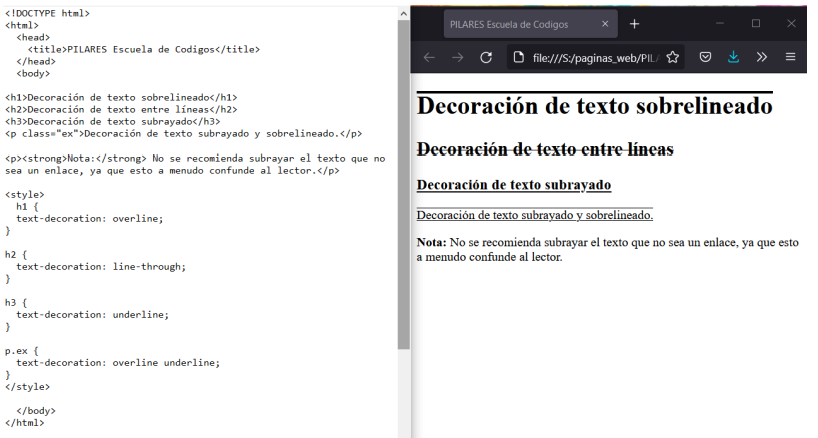 <!DOCTYPE html>
<html>
<head>
<title>PILARES Escuela de Codigos</title>
</head>
<body>
<h1>Decoración de texto sobrelineado</h1>
<h2>Decoración de texto entre líneas</h2>
<h3>Decoración de texto subrayado</h3>
<p class="ex">Decoración de texto subrayado y sobrelineado.</p>
<p><strong>Nota:</strong> No se recomienda subrayar el texto que no
sea un enlace, ya que esto a menudo confunde al lector.</p>
<style>
h1 {
text-decoration: overline;
}
h2 {
text-decoration: line-through;
}
h3 {
text-decoration: underline;
}
p.ex {
text-decoration: overline underline;
}
</style>
</body>
</html>
PILARES Escuela de Codigos
file:///S:/paginas_web/PIL
Decoración de texto sobrelineado
Decoración de texto entre líneas
Decoración de texto subrayado
Decoración de texto subrayado y sobrelineado.
Nota: No se recomienda subrayar el texto que no sea un enlace, ya que esto
a menudo confunde al lector.